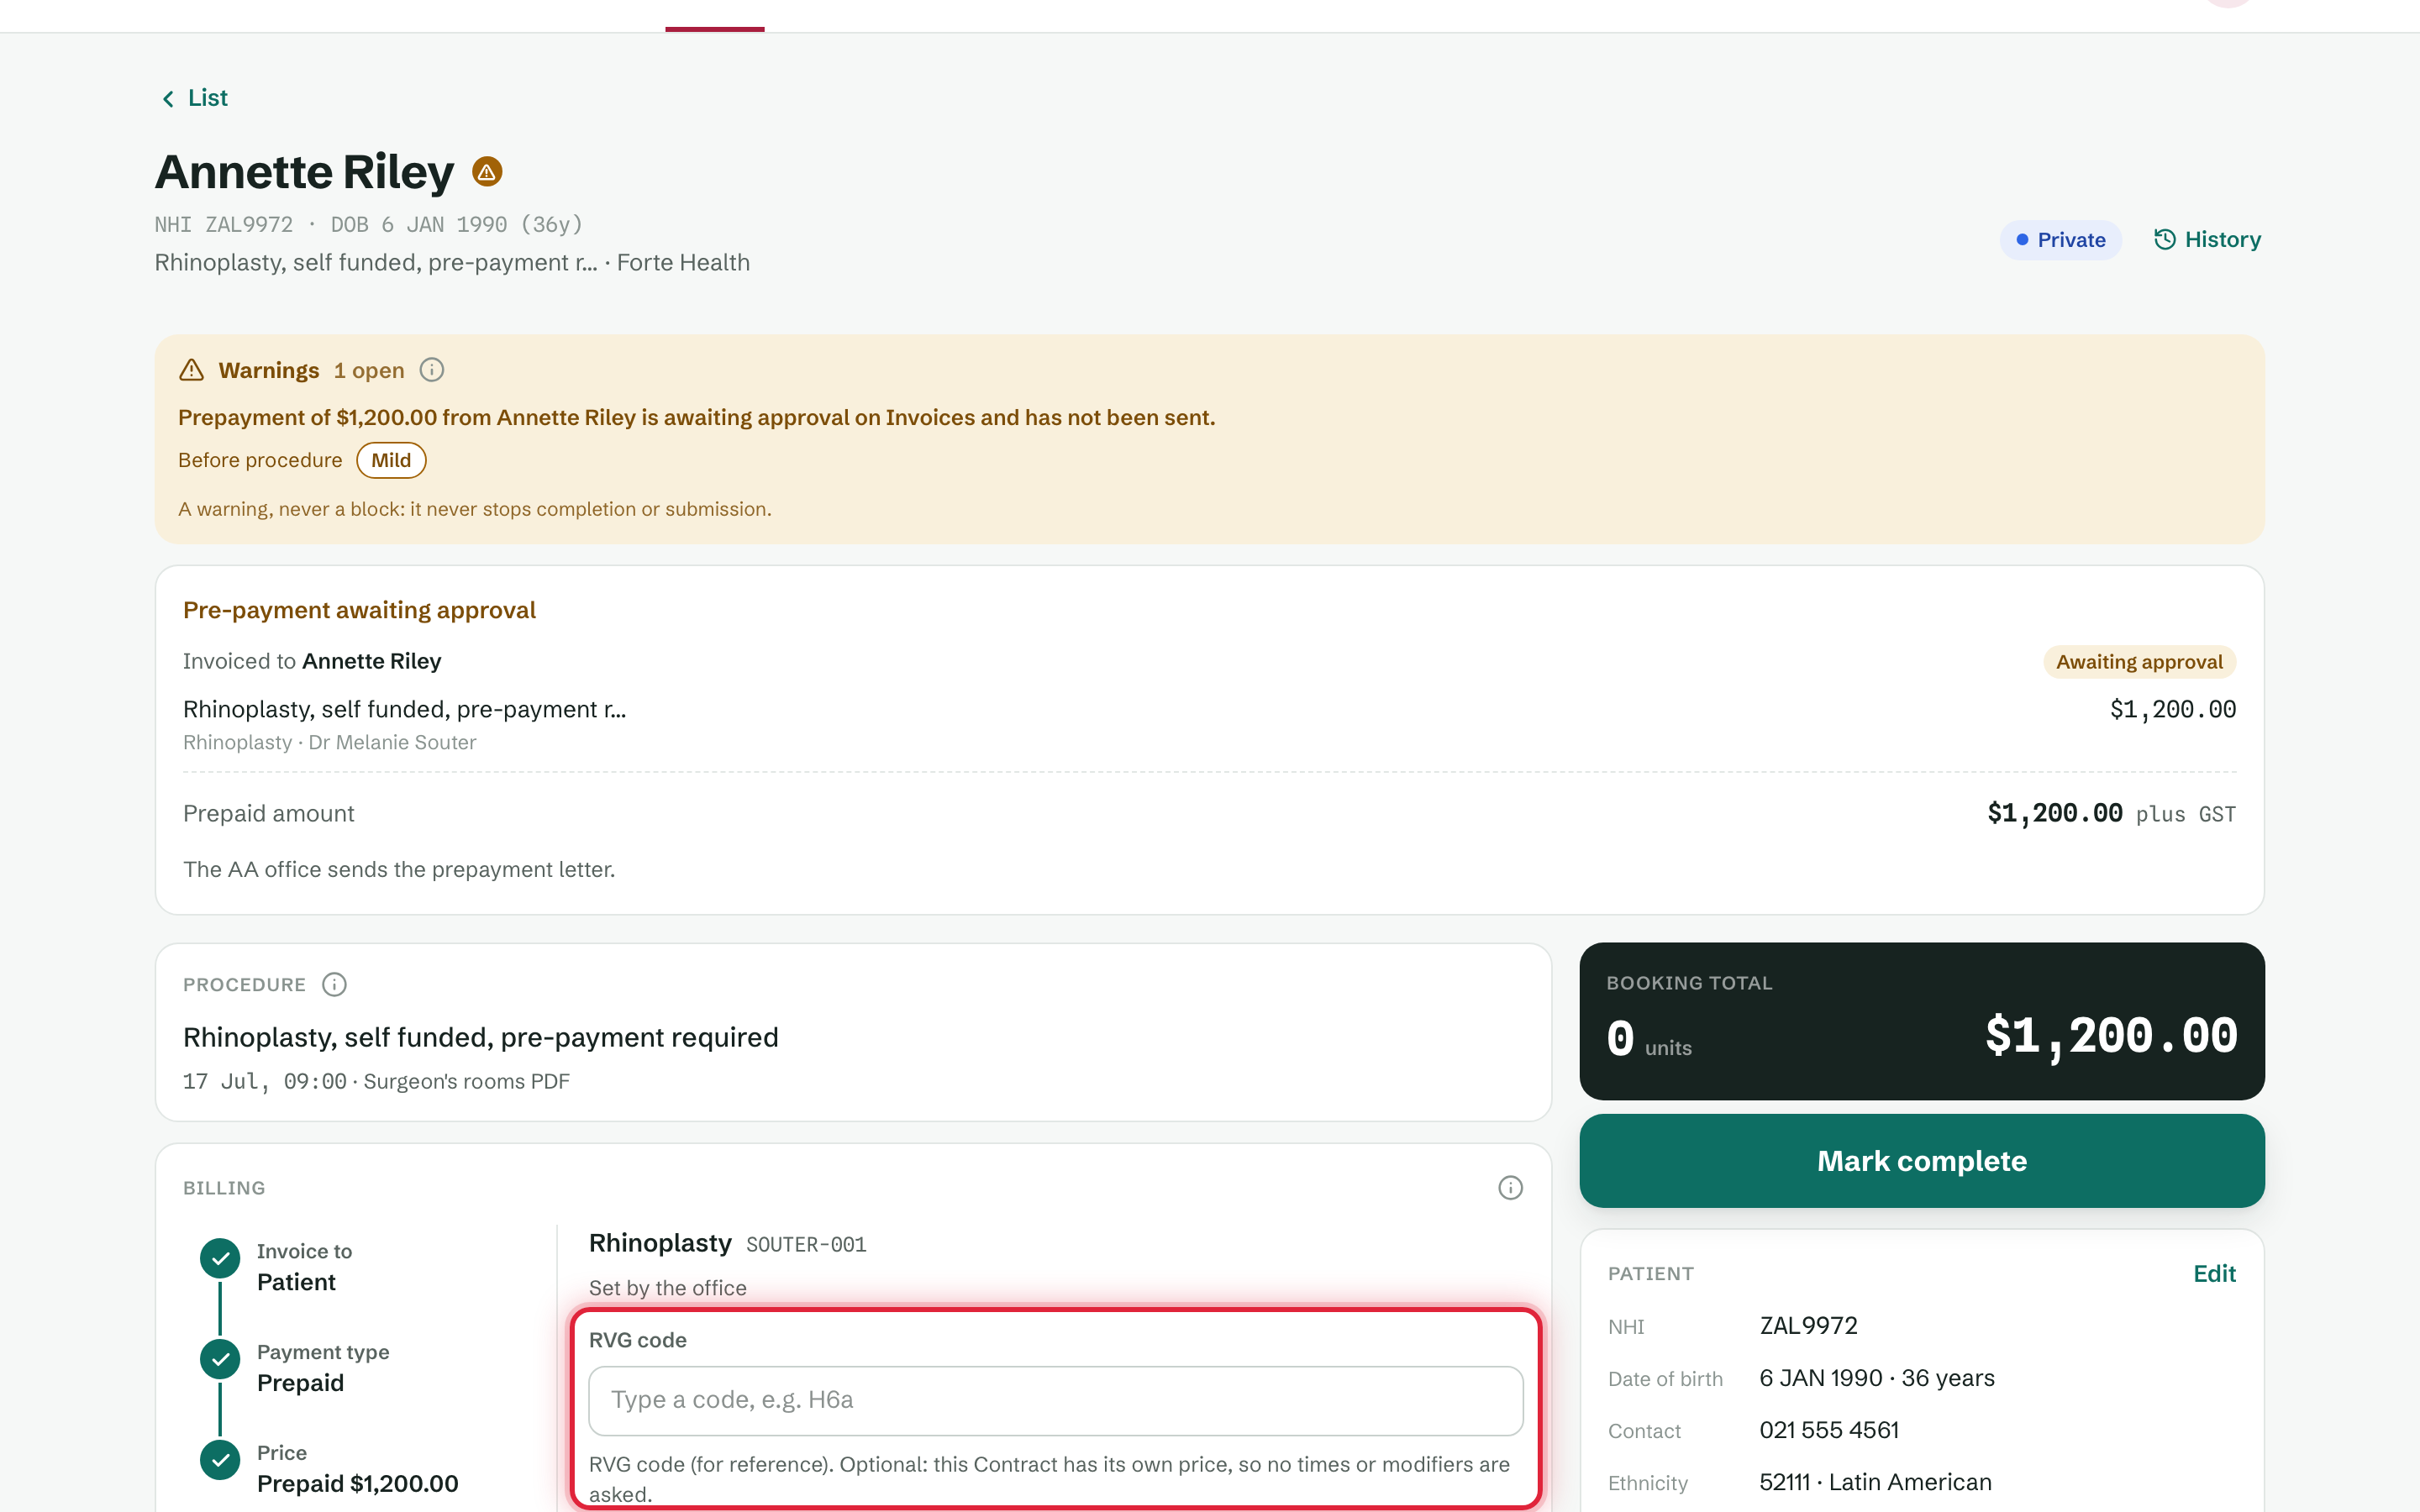 List
Annette Riley
NHI ZAL9972 · DOB 6 JAN 1990 (36y)
Rhinoplasty, self funded, pre-payment r... · Forte Health
Private
History
Warnings 1 open
Prepayment of $1,200.00 from Annette Riley is awaiting approval on Invoices and has not been sent.
Before procedure Mild
A warning, never a block: it never stops completion or submission.
Pre-payment awaiting approval
Invoiced to Annette Riley
Awaiting approval
Rhinoplasty, self funded, pre-payment r...
$1,200.00
Rhinoplasty · Dr Melanie Souter
Prepaid amount
$1,200.00 plus GST
The AA office sends the prepayment letter.
PROCEDURE
Rhinoplasty, self funded, pre-payment required
17 Jul, 09:00 · Surgeon's rooms PDF
BOOKING TOTAL
0 units
$1,200.00
Mark complete
BILLING
Invoice to
Patient
Payment type
Prepaid
Price
Prepaid $1,200.00
Rhinoplasty SOUTER-001
Set by the office
RVG code
Type a code, e.g. H6a
RVG code (for reference). Optional: this Contract has its own price, so no times or modifiers are
asked.
PATIENT
Edit
NHI ZAL9972
Date of birth 6 JAN 1990 · 36 years
Contact 021 555 4561
Ethnicity 52111 · Latin American